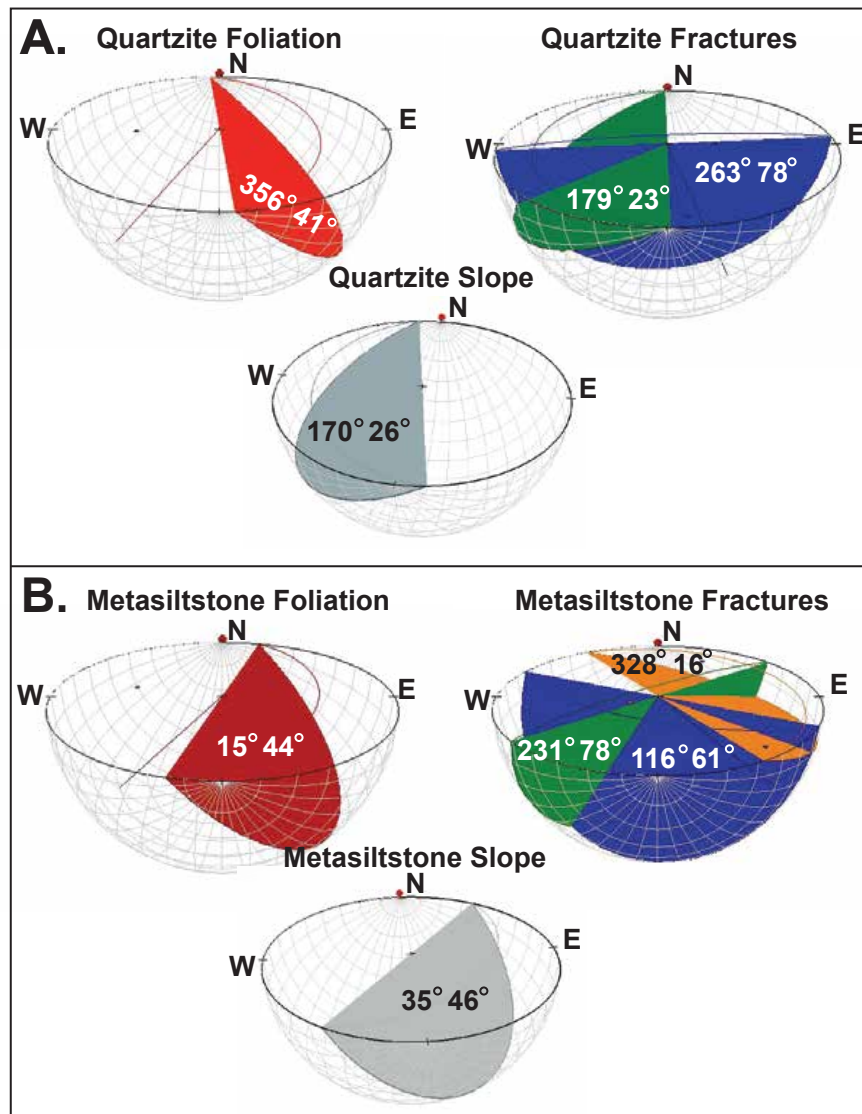 A.
Quartzite Foliation
N
W
E
356° 41°
Quartzite Fractures
N
W
E
263° 78°
179° 23°
Quartzite Slope
N
W
E
170° 26°
B.
Metasiltstone Foliation
N
W
E
15° 44°
Metasiltstone Fractures
N
328° 16°
W
E
231° 78°
116° 61°
Metasiltstone Slope
N
W
E
35° 46°